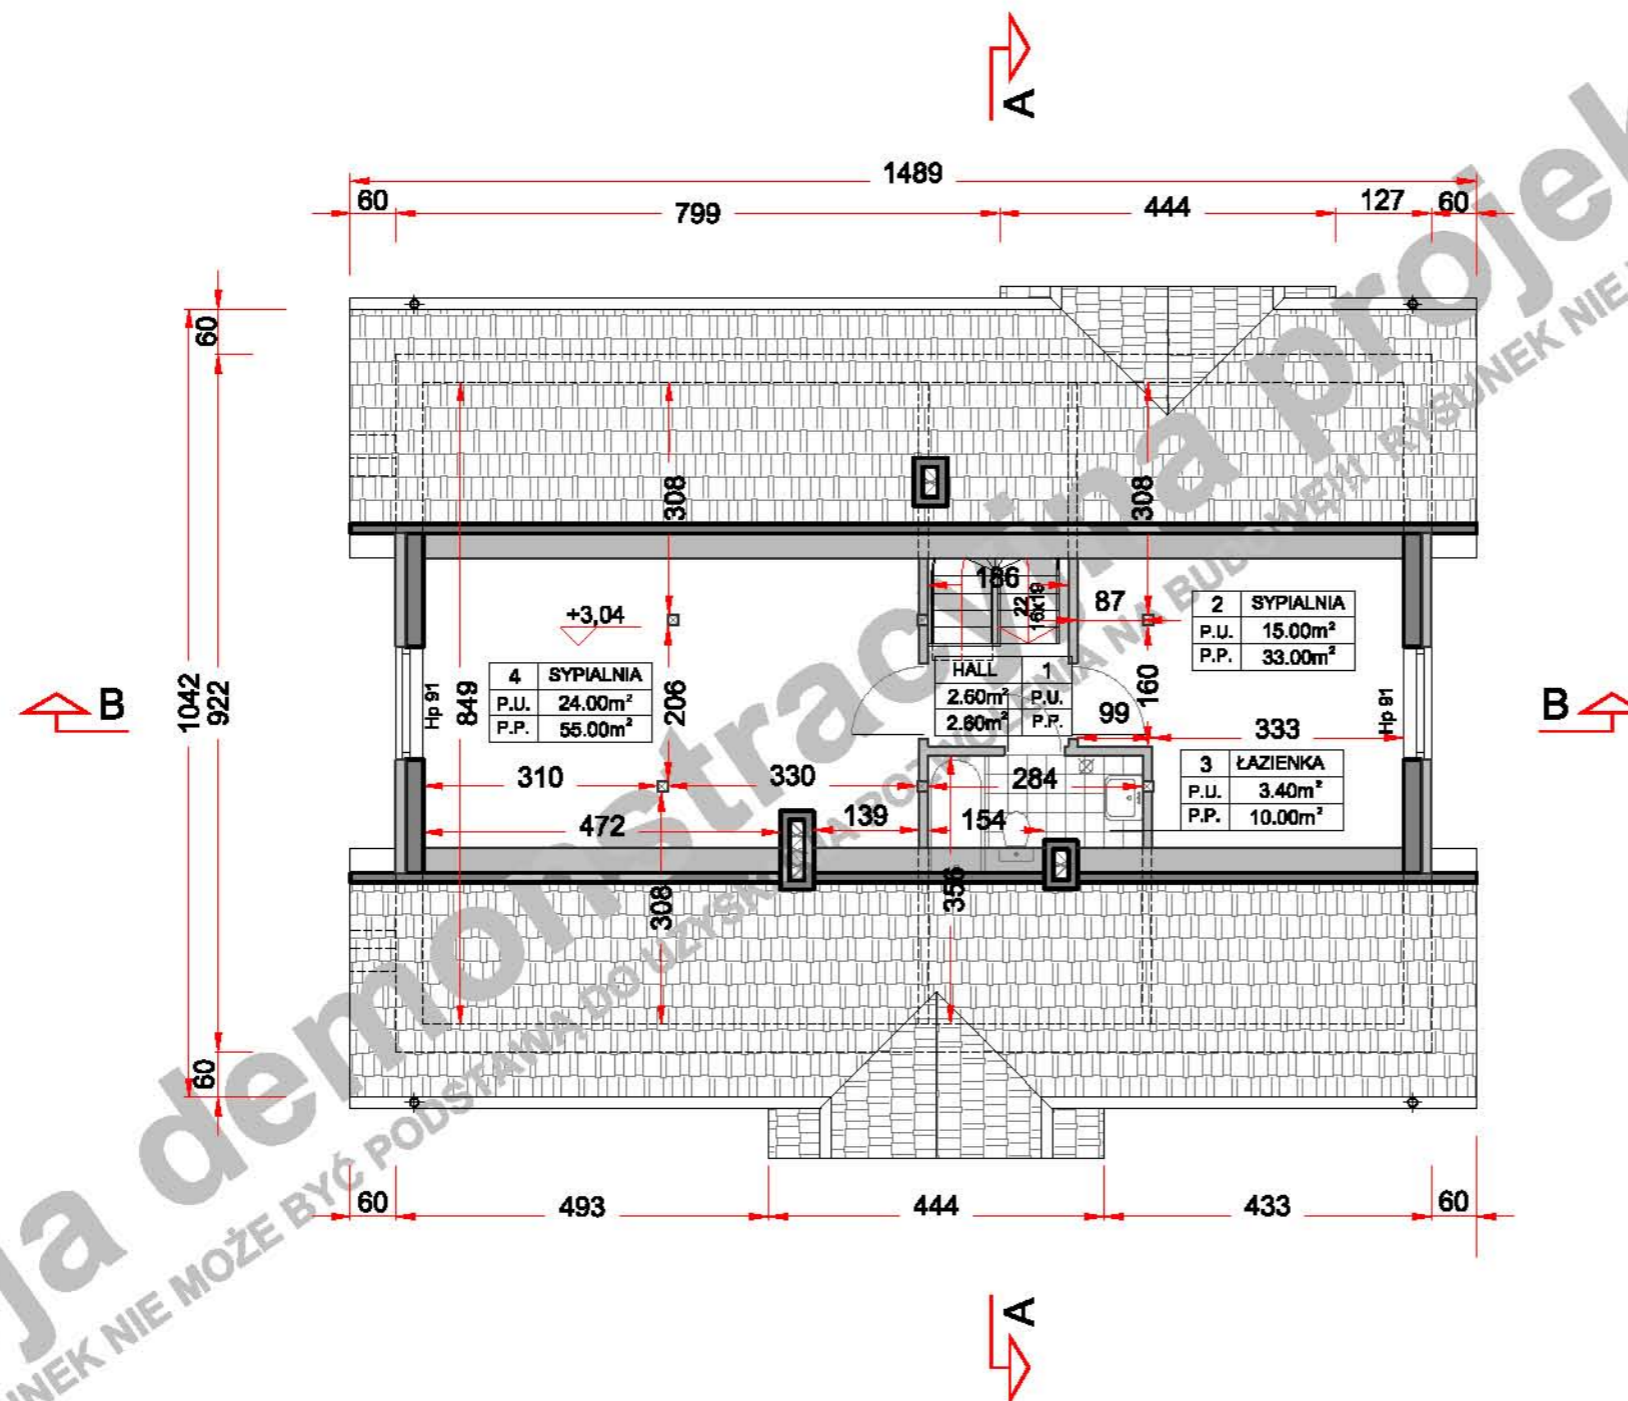 A
1489
60
799
444
127
60
60
308
308
186
22
16x19
87
+3,04
2 SYPIALNIA
P.U. 15.00m²
P.P. 33.00m²
1042
922
849
Hp 91
4 SYPIALNIA
P.U. 24.00m²
P.P. 55.00m²
206
HALL 1
2.60m² P.U.
2.60m² P.P.
160
99
Hp 91
333
B
B
310
330
284
3 ŁAZIENKA
P.U. 3.40m²
P.P. 10.00m²
472
139
154
308
356
60
60
493
444
433
60
A
ja demonstracyjna projek
UNEK NIE MOŻE BYĆ PODSTAWĄ DO UZYSKANIA POZWOLENIA NA BUDOWĘ!!! RYSUNEK NIE